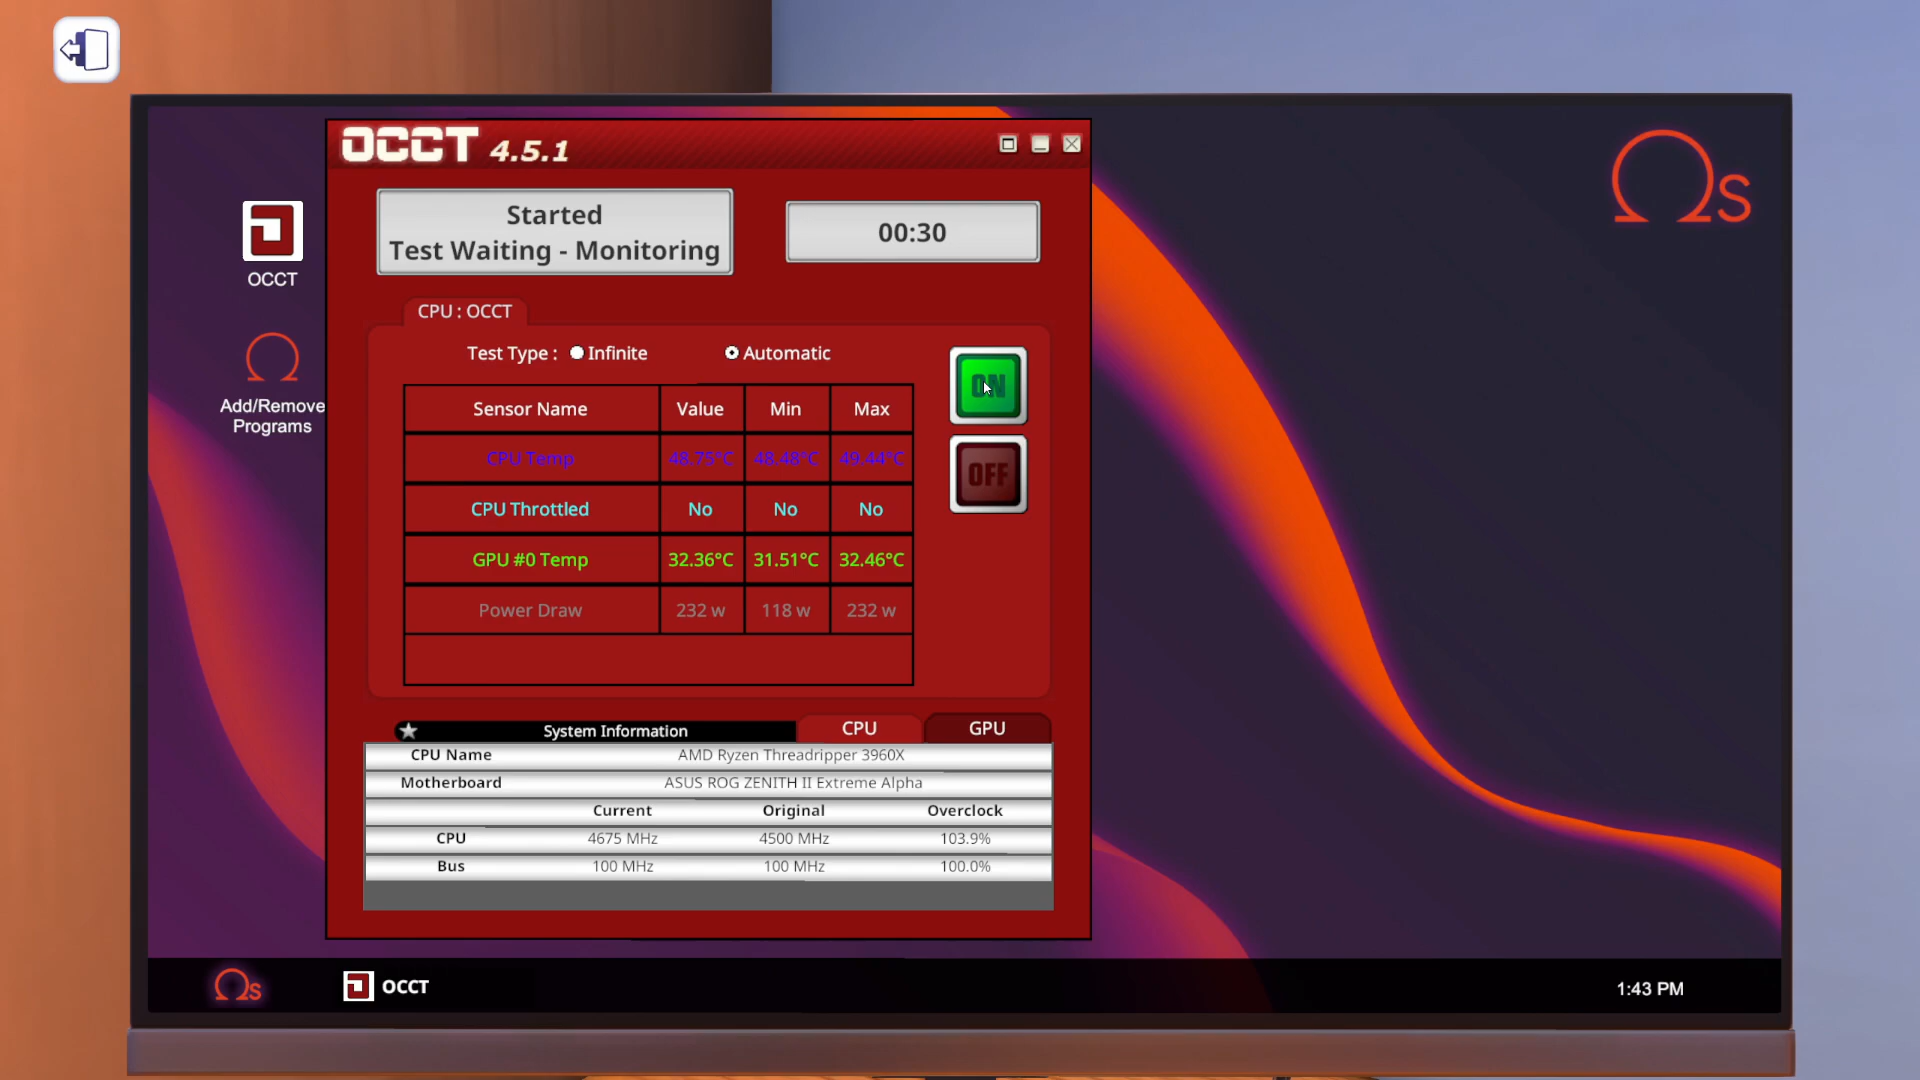 OCCT 4.5.1
Started
Test Waiting - Monitoring
00:30
OCCT
CPU : OCCT
Test Type : Infinite Automatic
ON
OFF
Add/Remove
Programs
Sensor Name Value Min Max
CPU Temp 48.75°C 48.48°C 49.44°C
CPU Throttled No No No
GPU #0 Temp 32.36°C 31.51°C 32.46°C
Power Draw 232 w 118 w 232 w
System Information CPU GPU
CPU Name AMD Ryzen Threadripper 3960X
Motherboard ASUS ROG ZENITH II Extreme Alpha
Current Original Overclock
CPU 4675 MHz 4500 MHz 103.9%
Bus 100 MHz 100 MHz 100.0%
Ωs
Ωs OCCT 1:43 PM